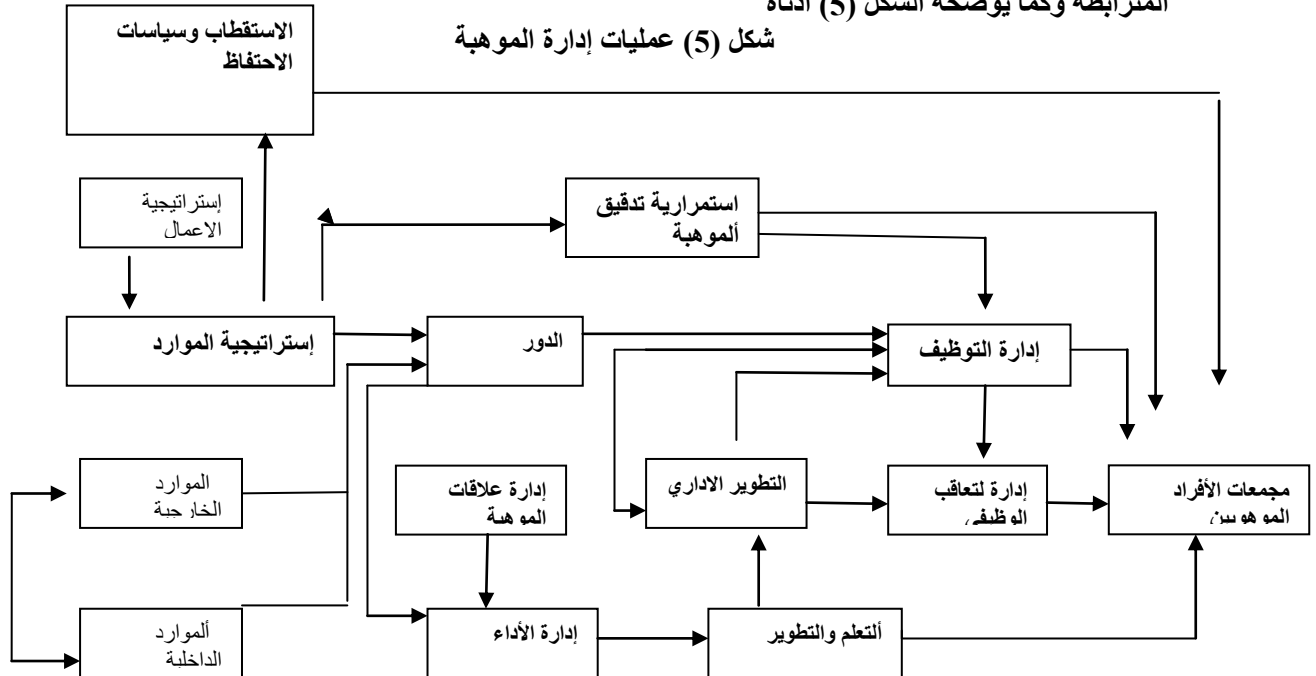 المترابطة وكما يوضحه الشكل (5) ادناه
شكل (5) عمليات إدارة الموهبة
الاستقطاب وسياسات
الاحتفاظ
إستراتيجية
الاعمال
استمرارية تدقيق
ألموهبة
إستراتيجية الموارد
الدور
إدارة التوظيف
الموارد
الخارجية
إدارة علاقات
الموهبة
التطوير الاداري
إدارة لتعاقب
الوظيفي
مجمعات الأفراد
الموهوبين
ألموارد
الداخلية
إدارة الأداء
ألتعلم والتطوير